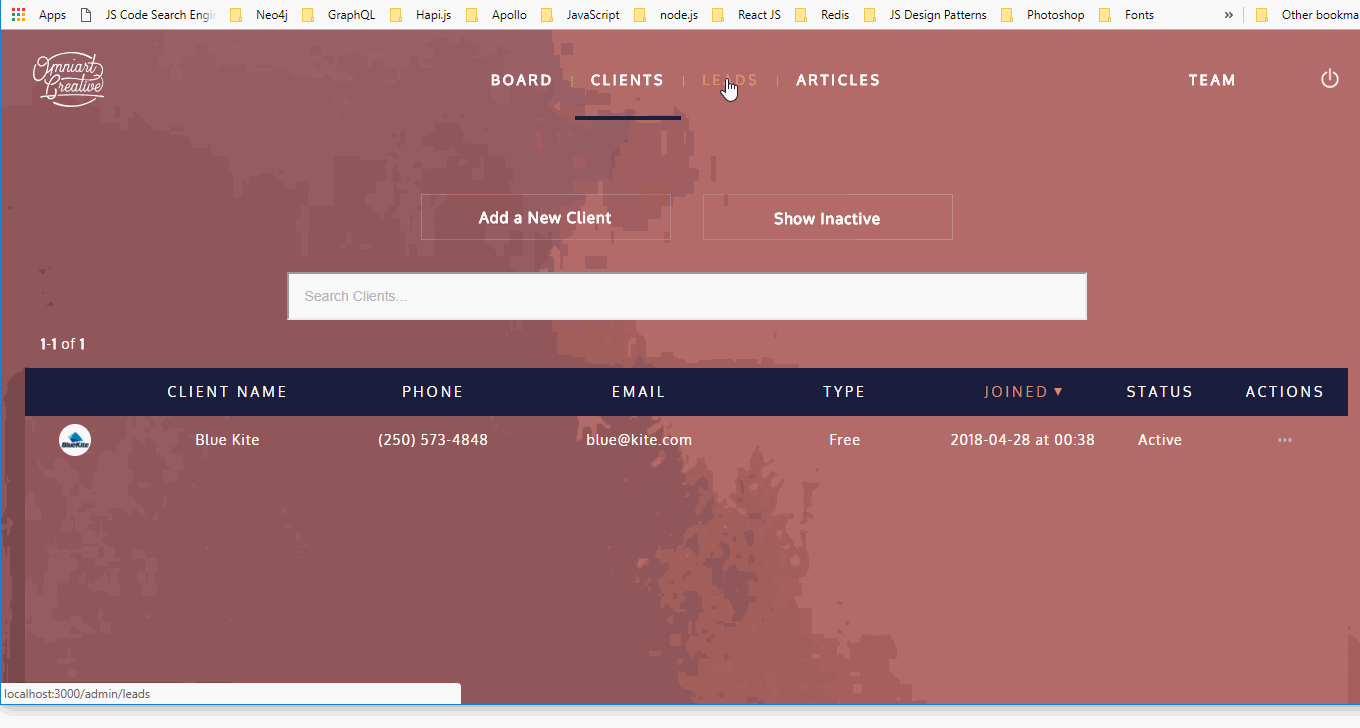 Apps JS Code Search Engin Neo4j GraphQL Hapi.js Apollo JavaScript node.js React JS Redis JS Design Patterns Photoshop Fonts » Other bookma
Omniart
Creative
BOARD | CLIENTS | LEADS | ARTICLES TEAM
Add a New Client Show Inactive
Search Clients...
1-1 of 1
CLIENT NAME PHONE EMAIL TYPE JOINED ▼ STATUS ACTIONS
BlueKite Blue Kite (250) 573-4848 blue@kite.com Free 2018-04-28 at 00:38 Active •••
localhost:3000/admin/leads